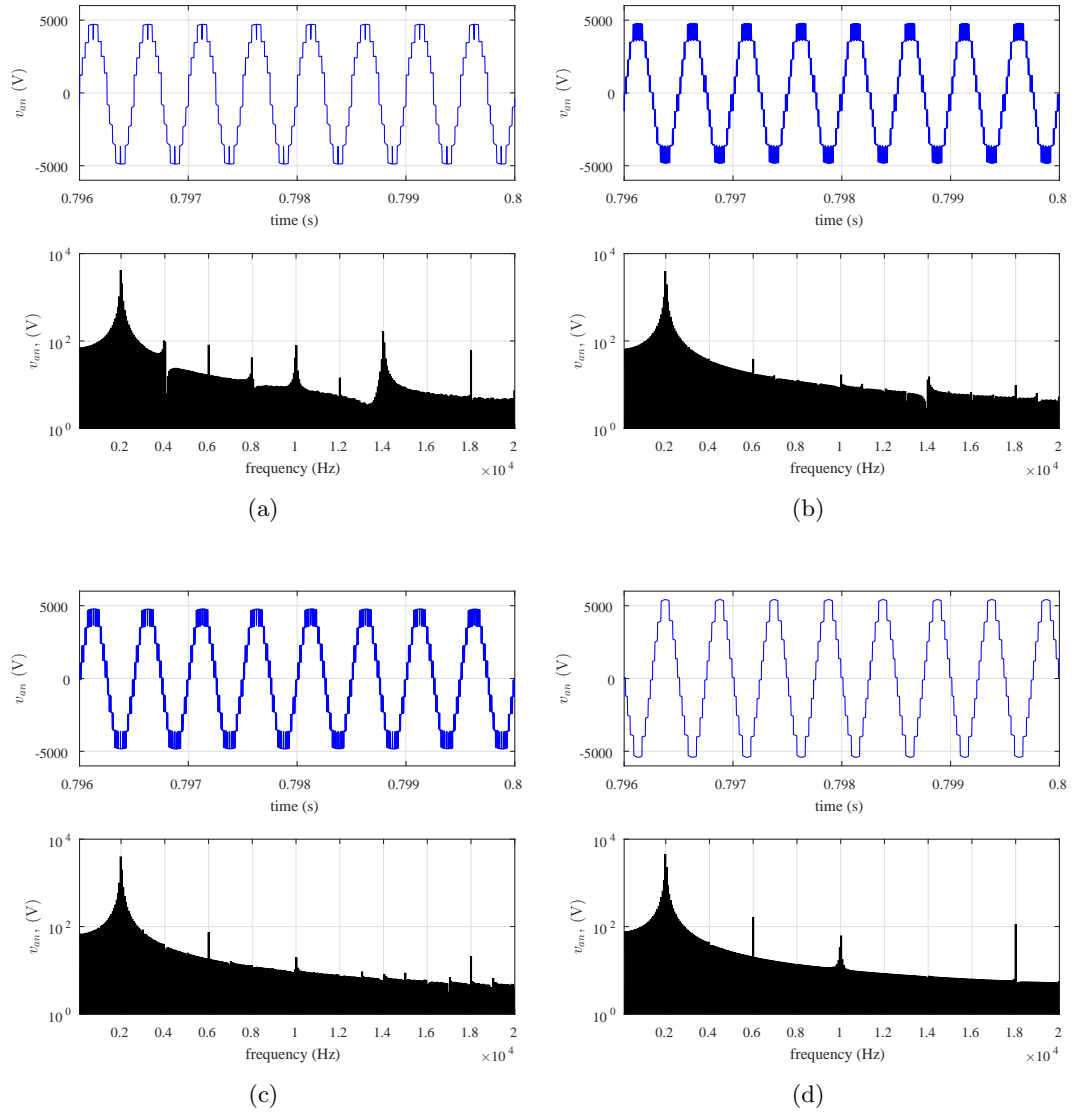 5000
0
-5000
v_an (V)
0.796 0.797 0.798 0.799 0.8
time (s)
10^4
10^2
10^0
v_an, (V)
0.2 0.4 0.6 0.8 1 1.2 1.4 1.6 1.8 2
frequency (Hz)
×10^4
(a)
5000
0
-5000
v_an (V)
0.796 0.797 0.798 0.799 0.8
time (s)
10^4
10^2
10^0
v_an, (V)
0.2 0.4 0.6 0.8 1 1.2 1.4 1.6 1.8 2
frequency (Hz)
×10^4
(b)
5000
0
-5000
v_an (V)
0.796 0.797 0.798 0.799 0.8
time (s)
10^4
10^2
10^0
v_an, (V)
0.2 0.4 0.6 0.8 1 1.2 1.4 1.6 1.8 2
frequency (Hz)
×10^4
(c)
5000
0
-5000
v_an (V)
0.796 0.797 0.798 0.799 0.8
time (s)
10^4
10^2
10^0
v_an, (V)
0.2 0.4 0.6 0.8 1 1.2 1.4 1.6 1.8 2
frequency (Hz)
×10^4
(d)